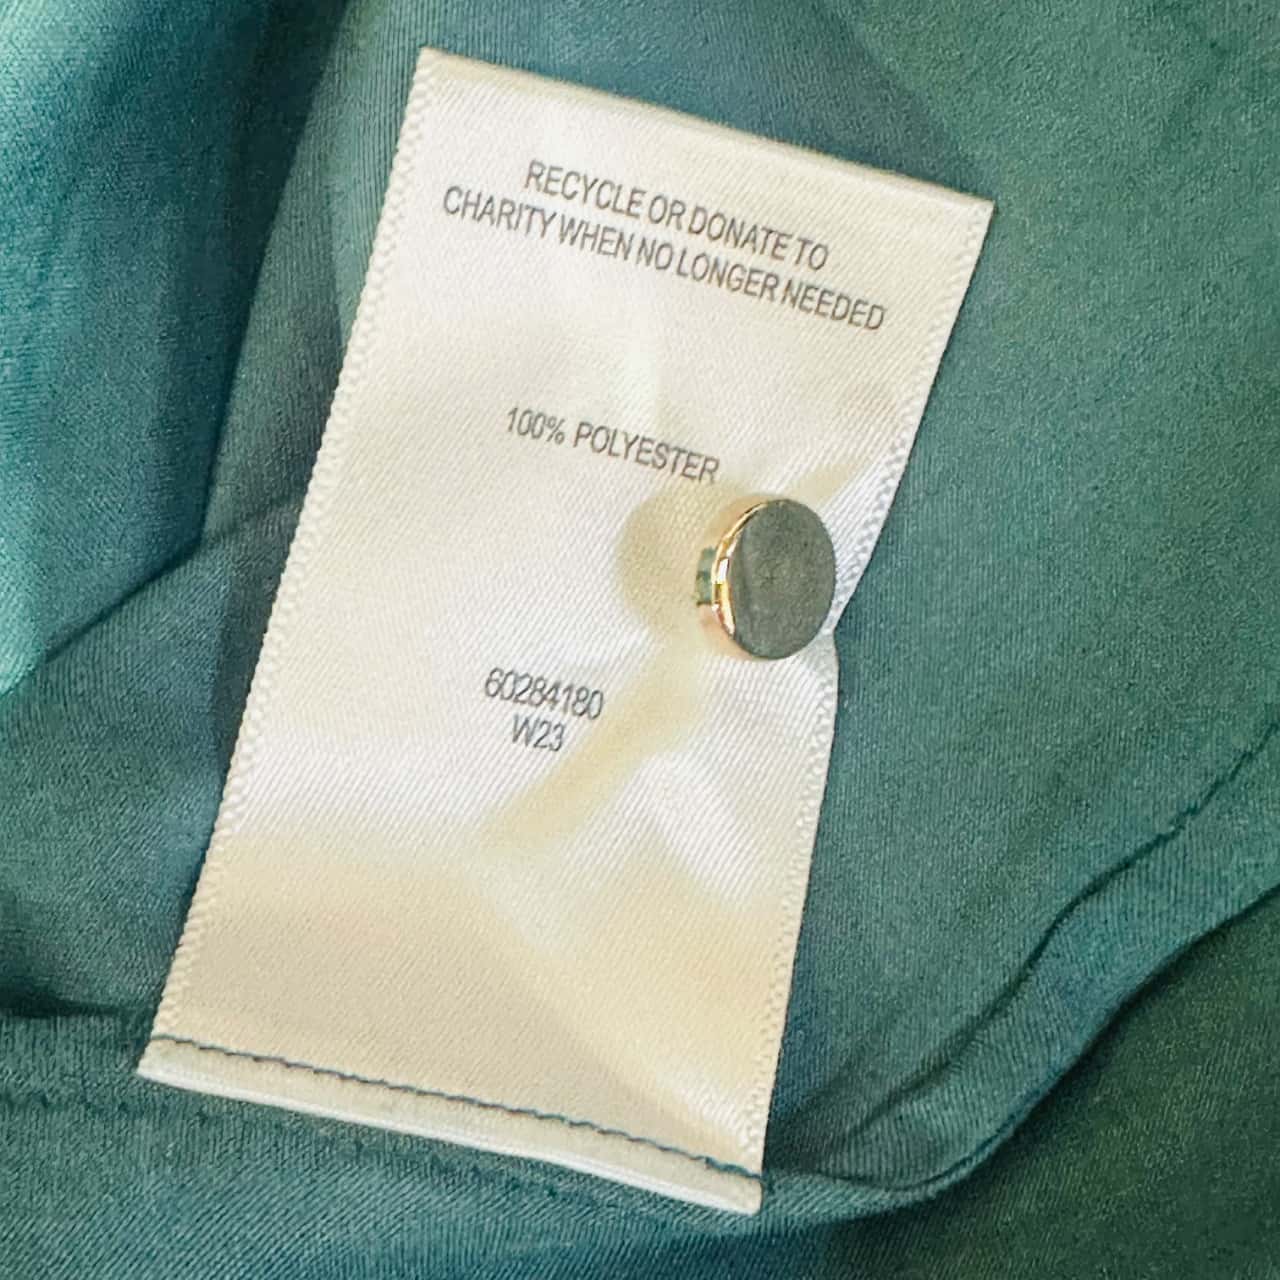 RECYCLE OR DONATE TO
CHARITY WHEN NO LONGER NEEDED
100% POLYESTER
60284180
W23